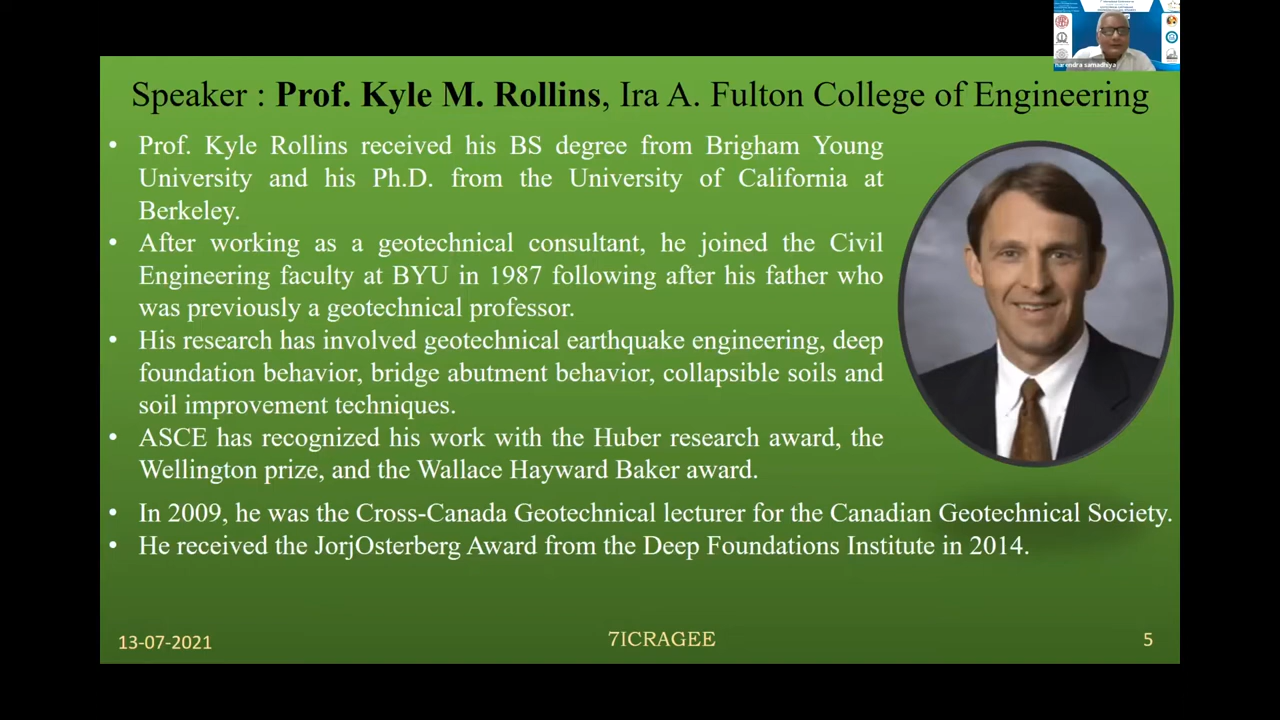 Speaker : Prof. Kyle M. Rollins, Ira A. Fulton College of Engineering
• Prof. Kyle Rollins received his BS degree from Brigham Young
University and his Ph.D. from the University of California at
Berkeley.
• After working as a geotechnical consultant, he joined the Civil
Engineering faculty at BYU in 1987 following after his father who
was previously a geotechnical professor.
• His research has involved geotechnical earthquake engineering, deep
foundation behavior, bridge abutment behavior, collapsible soils and
soil improvement techniques.
• ASCE has recognized his work with the Huber research award, the
Wellington prize, and the Wallace Hayward Baker award.
• In 2009, he was the Cross-Canada Geotechnical lecturer for the Canadian Geotechnical Society.
• He received the JorjOsterberg Award from the Deep Foundations Institute in 2014.
13-07-2021
7ICRAGEE
5
narendra samadhiya